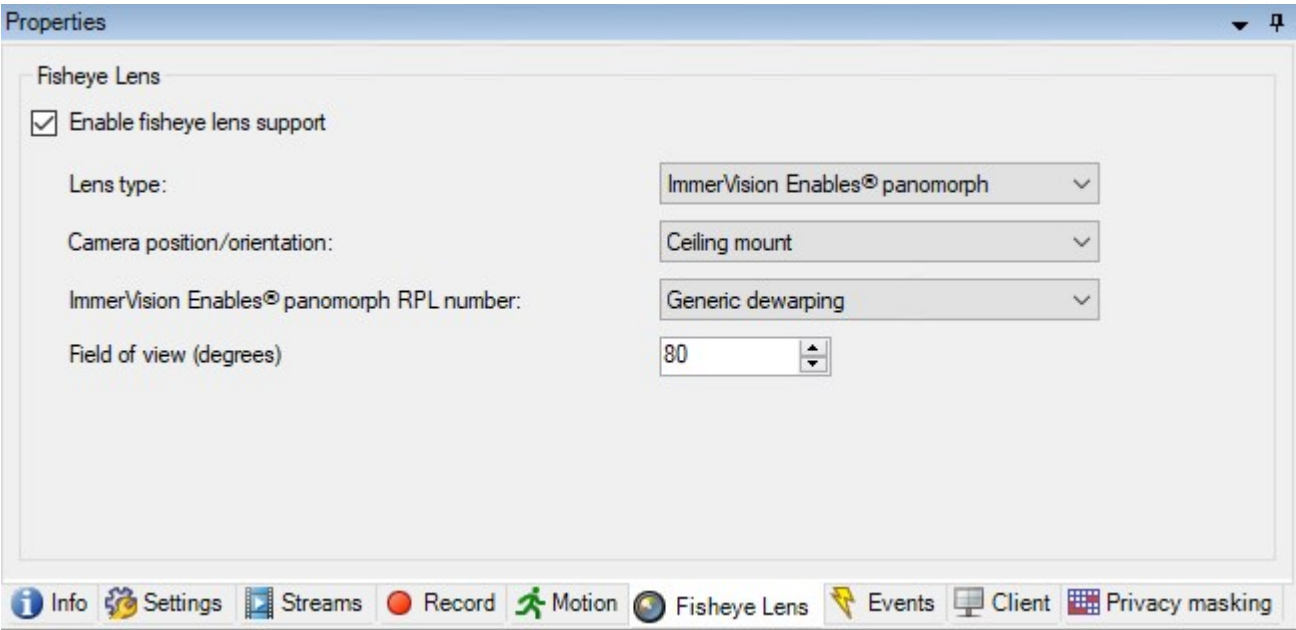 Properties
Fisheye Lens
Enable fisheye lens support
Lens type: ImmerVision Enables® panomorph
Camera position/orientation: Ceiling mount
ImmerVision Enables® panomorph RPL number: Generic dewarping
Field of view (degrees) 80
Info Settings Streams Record Motion Fisheye Lens Events Client Privacy masking